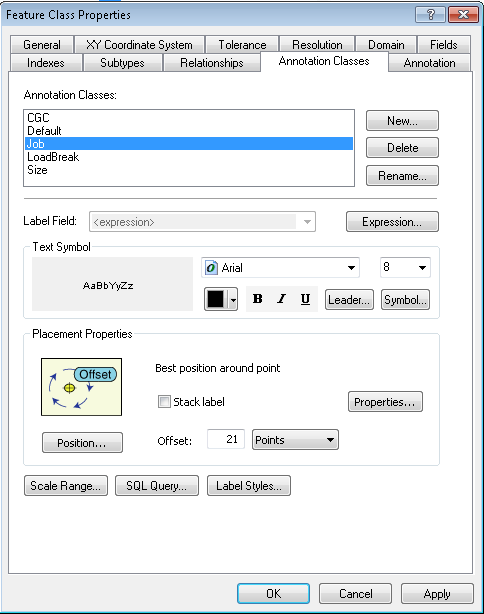 Feature Class Properties
?
General XY Coordinate System Tolerance Resolution Domain Fields
Indexes Subtypes Relationships Annotation Classes Annotation
Annotation Classes:
CGC
Default
Job
LoadBreak
Size
New...
Delete
Rename...
Label Field: <expression> Expression...
Text Symbol
AaBbYyZz
O Arial 8
B I U Leader... Symbol...
Placement Properties
Offset
Best position around point
Stack label Properties...
Position... Offset: 21 Points
Scale Range... SQL Query... Label Styles...
OK Cancel Apply